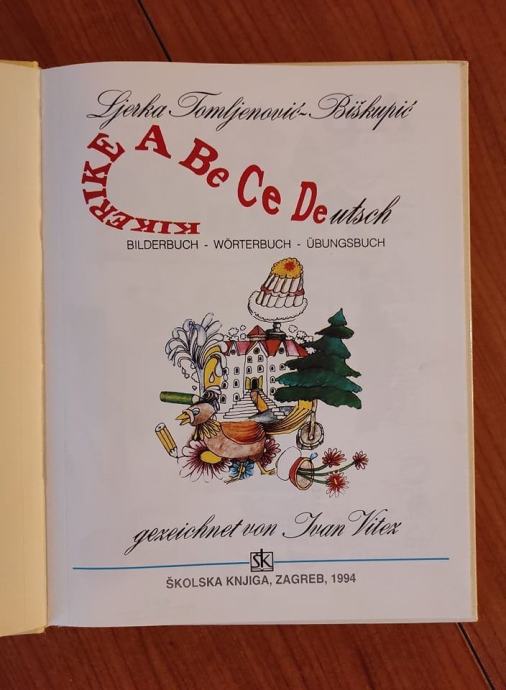 Ljerka Tomljenović-Biškupić
KIKERIKE A Be Ce Deutsch
BILDERBUCH - WÖRTERBUCH - ÜBUNGSBUCH
gezeichnet von Ivan Vitez
ŠK
ŠKOLSKA KNJIGA, ZAGREB, 1994